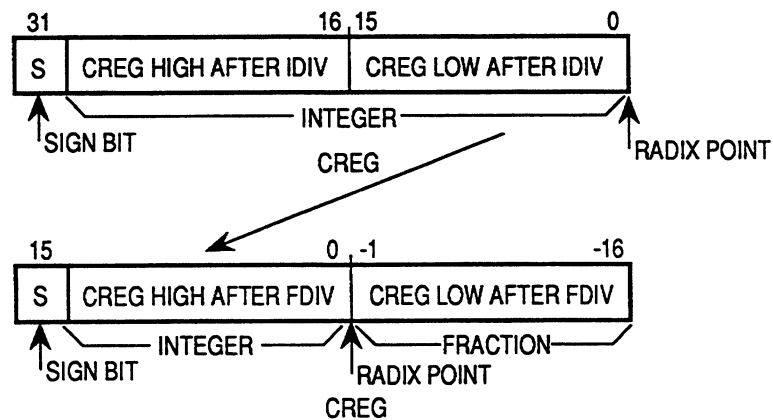 31 16 15 0
S CREG HIGH AFTER IDIV CREG LOW AFTER IDIV
INTEGER
SIGN BIT
RADIX POINT
CREG
15 0 -1 -16
S CREG HIGH AFTER FDIV CREG LOW AFTER FDIV
INTEGER FRACTION
SIGN BIT RADIX POINT
CREG